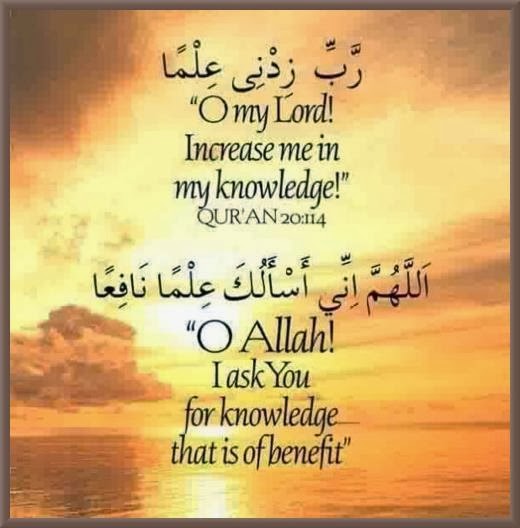 رَّبِّ زِدْنِى عِلْمًا
“O my Lord!
Increase me in
my knowledge!”
QUR'AN 20:114
اَللَّهُمَّ اِنِّي أَسْأَلُكَ عِلْمًا نَافِعًا
“O Allah!
I ask You
for knowledge
that is of benefit”